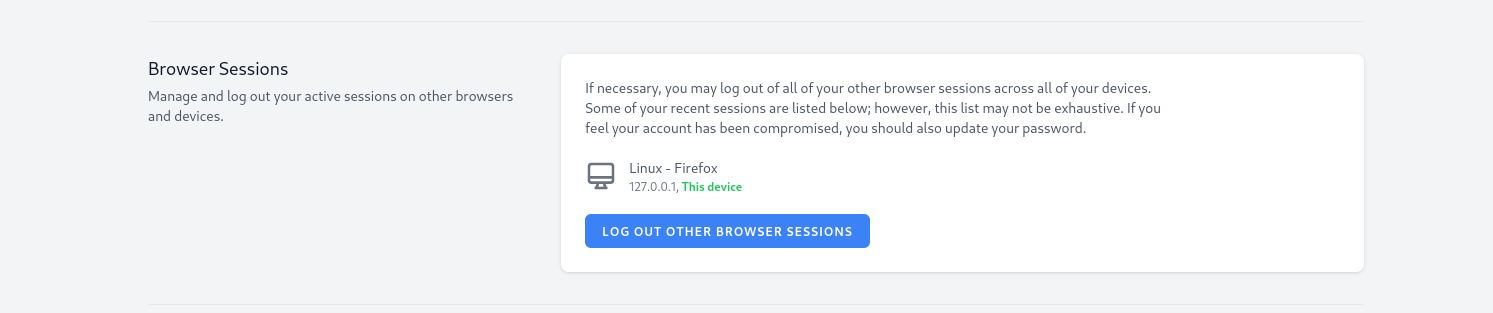 Browser Sessions
Manage and log out your active sessions on other browsers
and devices.
If necessary, you may log out of all of your other browser sessions across all of your devices.
Some of your recent sessions are listed below; however, this list may not be exhaustive. If you
feel your account has been compromised, you should also update your password.
Linux - Firefox
127.0.0.1, This device
LOG OUT OTHER BROWSER SESSIONS